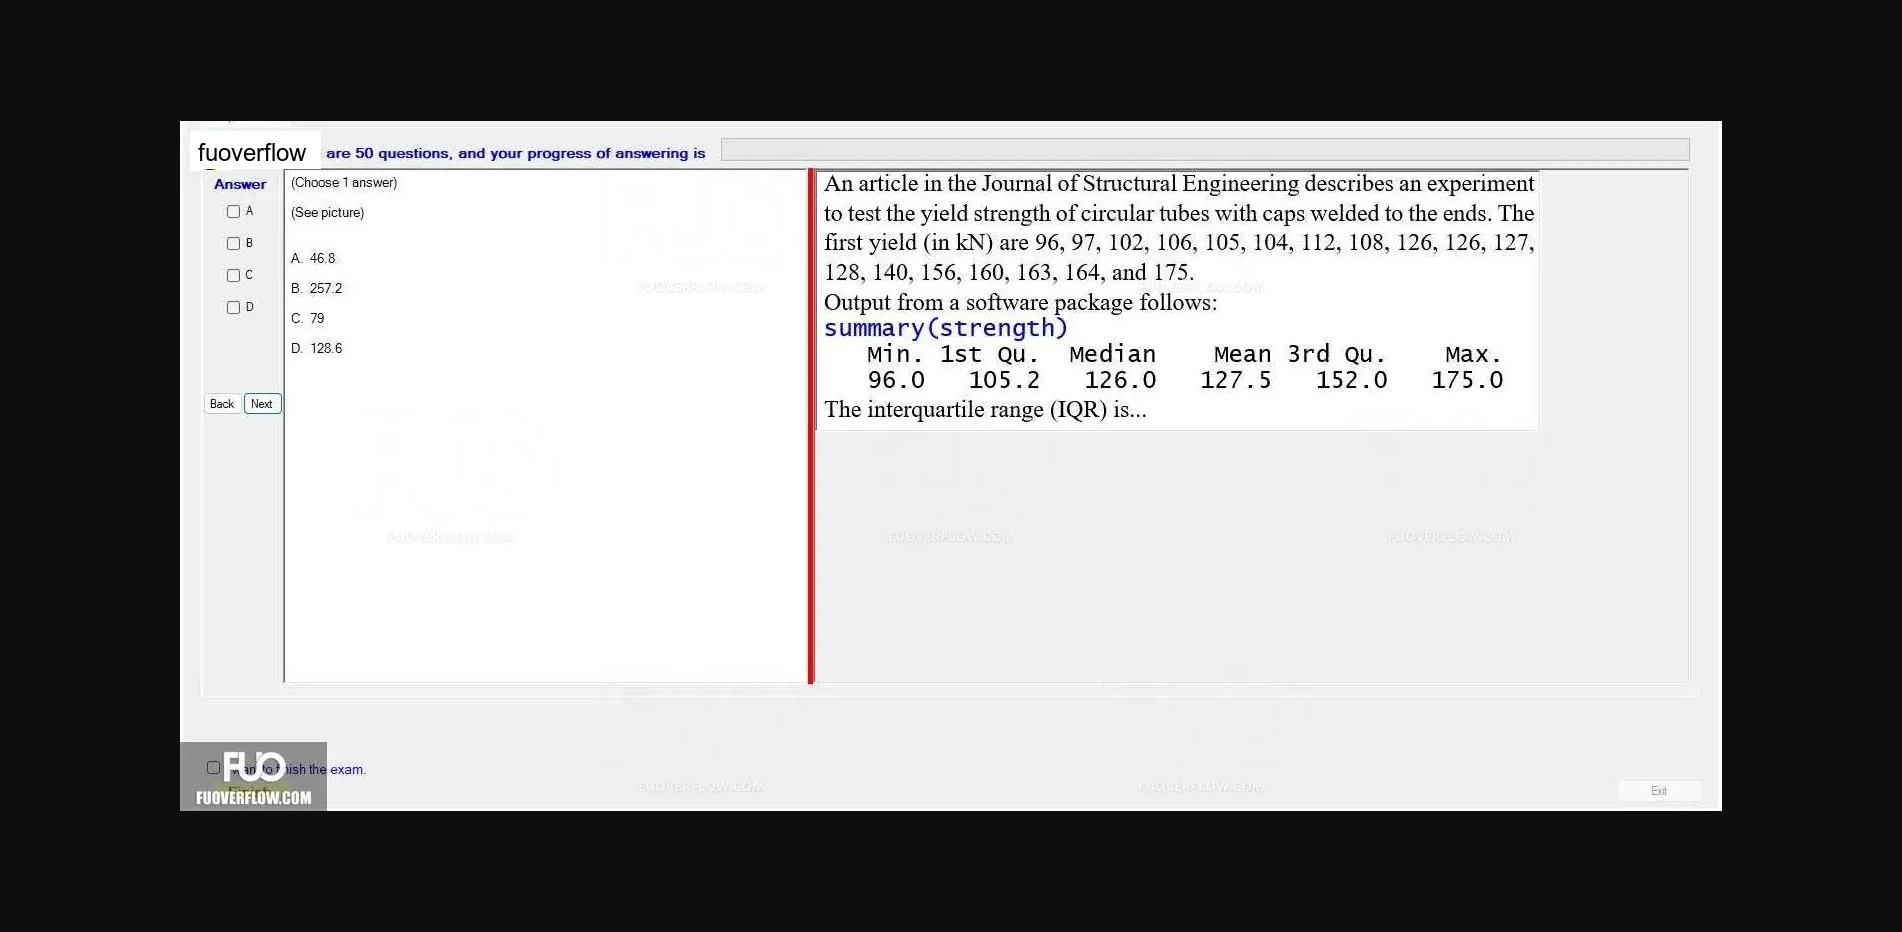 fuoverflow
are 50 questions, and your progress of answering is
Answer
A
B
C
D
Back
Next
(Choose 1 answer)
(See picture)
A. 46.8
B. 257.2
C. 79
D. 128.6
An article in the Journal of Structural Engineering describes an experiment
to test the yield strength of circular tubes with caps welded to the ends. The
first yield (in kN) are 96, 97, 102, 106, 105, 104, 112, 108, 126, 126, 127,
128, 140, 156, 160, 163, 164, and 175.
Output from a software package follows:
summary(strength)
Min. 1st Qu. Median Mean 3rd Qu. Max.
96.0 105.2 126.0 127.5 152.0 175.0
The interquartile range (IQR) is...
FUOVERFLOW.COM
FUOVERFLOW.COM
FUOVERFLOW.COM
FUOVERFLOW.COM
FUOVERFLOW.COM
FUO
the exam.
FUOVERFLOW.COM
FUOVERFLOW.COM
FUOVERFLOW.COM
Exit